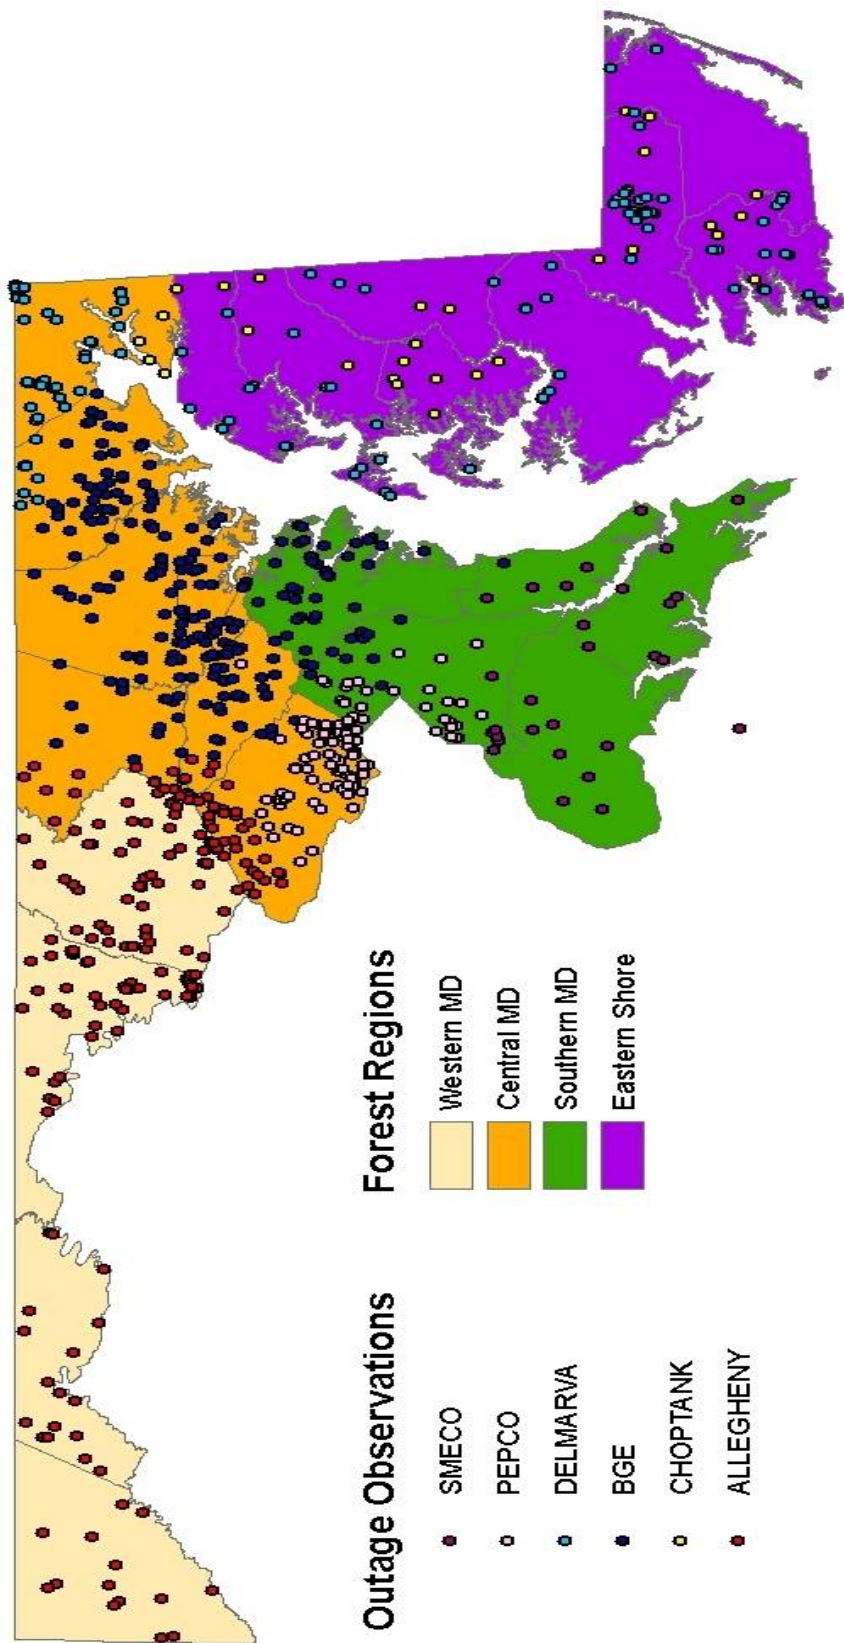 Outage Observations
SMECO
PEPCO
DELMARVA
BGE
CHOPTANK
ALLEGHENY
Forest Regions
Western MD
Central MD
Southern MD
Eastern Shore